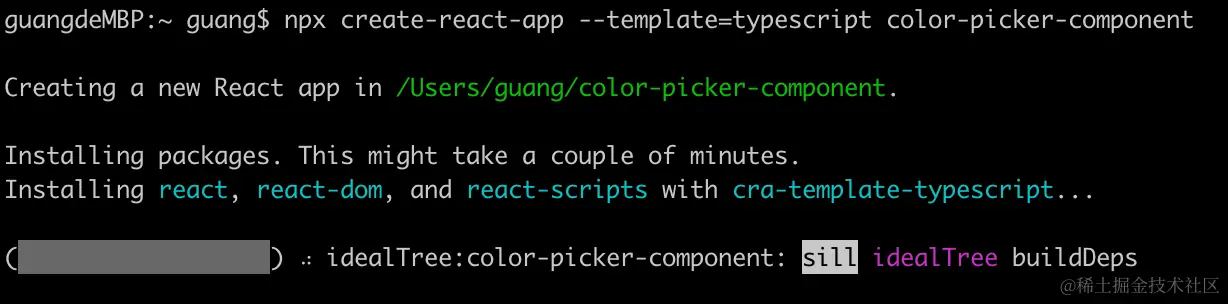 guangdeMBP:~ guang$ npx create-react-app --template=typescript color-picker-component
Creating a new React app in /Users/guang/color-picker-component.
Installing packages. This might take a couple of minutes.
Installing react, react-dom, and react-scripts with cra-template-typescript...
() ⠴ idealTree:color-picker-component: sill idealTree buildDeps
@稀土掘金技术社区